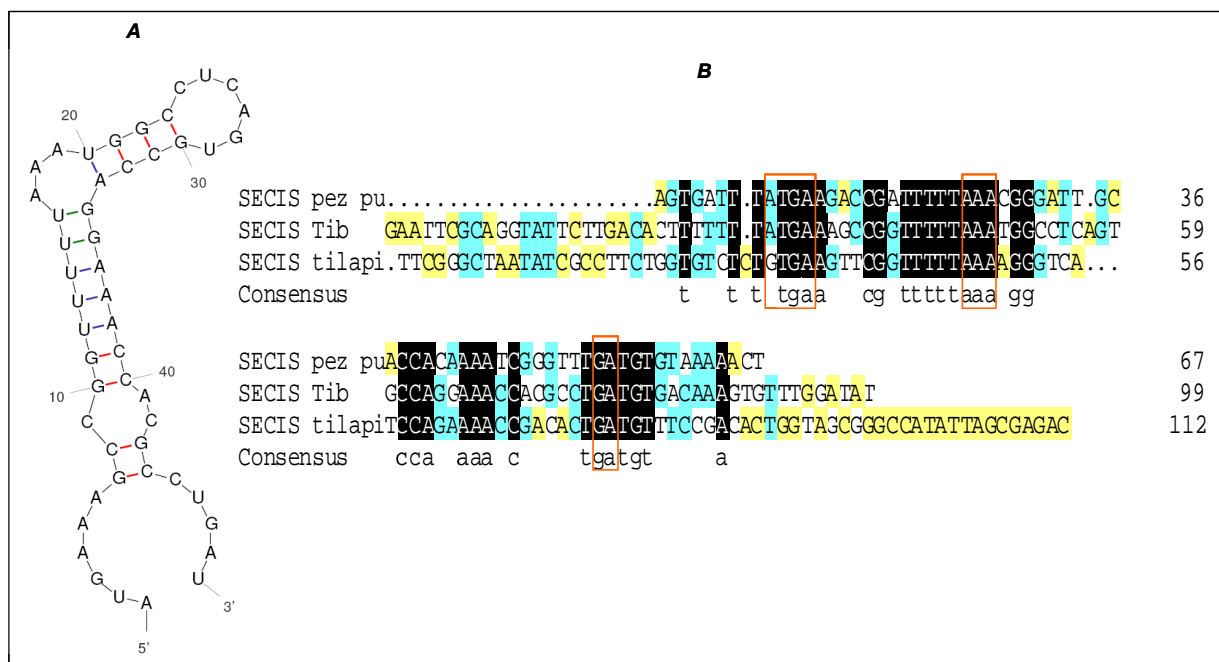 A
B
C U C A G U G C C A
20
30
40
10
A U G A A A G C C G G U U U U U A A A U G G
G G A A A C C A C G C C U G A U
5'
3'
SECIS pez pu......................AGTGATT.TATGAAGACCGATTTTTAAACGGGATT.GC 36
SECIS Tib GAATTCGCAGGTATTCTTGACACTTTTTT.TATGAAAGCCGGTTTTTAAATGGCCTCAGT 59
SECIS tilapi.TTCGGGCTAATATCGCCTTCTGGTGTCTCTGTGAAGTTCGGTTTTTAAAAGGGTCA... 56
Consensus t t t tgaa cg tttttaaa gg
SECIS pez puACCACAAAATCGGGTTTGATGTGTAAAAACT 67
SECIS Tib GCCAGGAAACCACGCCTGATGTGACAAAGTGTTTGGATAT 99
SECIS tilapiTCCAGAAAACCGACACTGATGTTTCCGACACTGGTAGCGGGCCATATTAGCGAGAC 112
Consensus cca aaa c tgatgt a